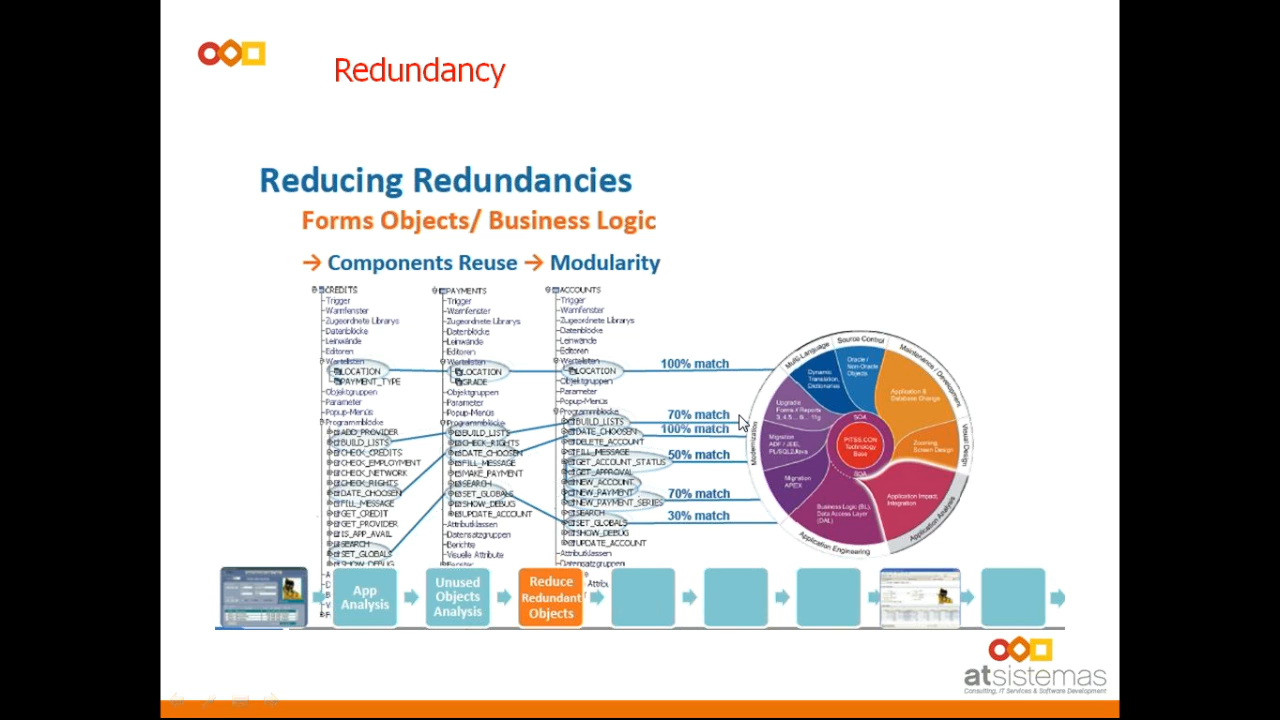 Redundancy
Reducing Redundancies
Forms Objects/ Business Logic
→ Components Reuse → Modularity
CREDITS
Trigger
Warnfenster
Zugeordnete Librarys
Datenblöcke
Leinwände
Editoren
Wertelisten
LOCATION
PAYMENT_TYPE
Objektgruppen
Parameter
Popup-Menüs
Programmblöcke
ADD_PROVIDER
BUILD_LISTS
CHECK_CREDITS
CHECK_EMPLOYMENT
CHECK_NETWORK
CHECK_RIGHTS
DATE_CHOOSEN
FILL_MESSAGE
GET_CREDIT
GET_PROVIDER
IS_APP_AVAIL
SEARCH
SET_GLOBALS
SHOW_DEBUG
PAYMENTS
Trigger
Warnfenster
Zugeordnete Librarys
Datenblöcke
Leinwände
Editoren
Wertelisten
LOCATION
GRADE
Objektgruppen
Parameter
Popup-Menüs
Programmblöcke
BUILD_LISTS
CHECK_RIGHTS
DATE_CHOOSEN
FILL_MESSAGE
MAKE_PAYMENT
SEARCH
SET_GLOBALS
SHOW_DEBUG
UPDATE_ACCOUNT
Attributklassen
Datensatzgruppen
Berichte
Visuelle Attribute
Fenster
ACCOUNTS
Trigger
Warnfenster
Zugeordnete Librarys
Datenblöcke
Leinwände
Editoren
Wertelisten
LOCATION
Objektgruppen
Parameter
Popup-Menüs
Programmblöcke
BUILD_LISTS
DATE_CHOOSEN
DELETE_ACCOUNT
FILL_MESSAGE
GET_ACCOUNT_STATUS
GET_APPROVAL
NEW_ACCOUNT
NEW_PAYMENT
NEW_PAYMENT_SERIES
SEARCH
SET_GLOBALS
SHOW_DEBUG
UPDATE_ACCOUNT
Attributklassen
Datensatzgruppen
100% match
70% match
100% match
50% match
70% match
30% match
Multi-Language
Source Control
Maintenance / Development
Visual Design
Application Analysis
Application Engineering
Modernization
Dynamic
Translation,
Dictionaries
Oracle /
Non-Oracle
Objects
Application &
Database Change
Zooming,
Screen Design
Application Impact,
Integration
Business Logic (BL),
Data Access Layer
(DAL)
Migration
APEX
Migration
ADF / JEE,
PL/SQL2Java
Upgrade
Forms + Reports
3, 4.5 ... 6 ... 11g
SOA
PITSS.CON
Technology
Base
SOA
App
Analysis
Unused
Objects
Analysis
Reduce
Redundant
Objects
atsistemas
Consulting, IT Services & Software Development